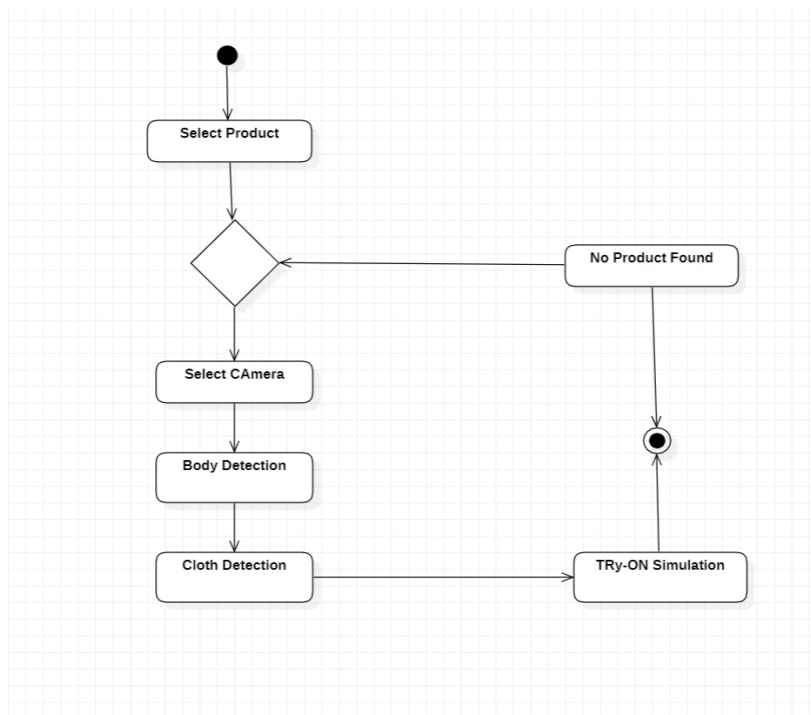 Select Product
No Product Found
Select CAmera
Body Detection
Cloth Detection
TRy-ON Simulation